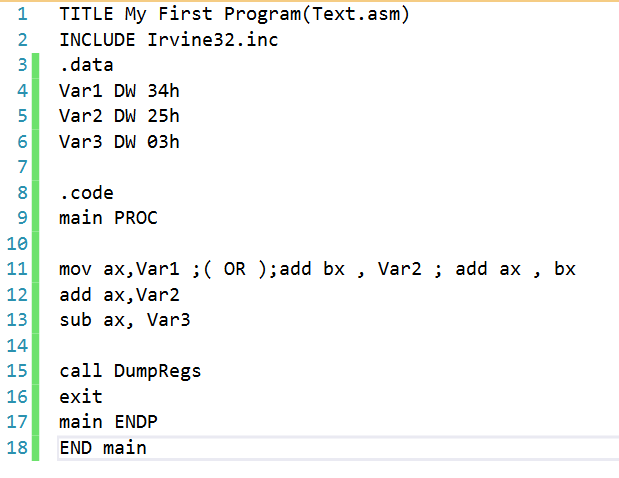 1 TITLE My First Program(Text.asm)
2 INCLUDE Irvine32.inc
3 .data
4 Var1 DW 34h
5 Var2 DW 25h
6 Var3 DW 03h
7
8 .code
9 main PROC
10
11 mov ax,Var1 ;( OR );add bx , Var2 ; add ax , bx
12 add ax,Var2
13 sub ax, Var3
14
15 call DumpRegs
16 exit
17 main ENDP
18 END main